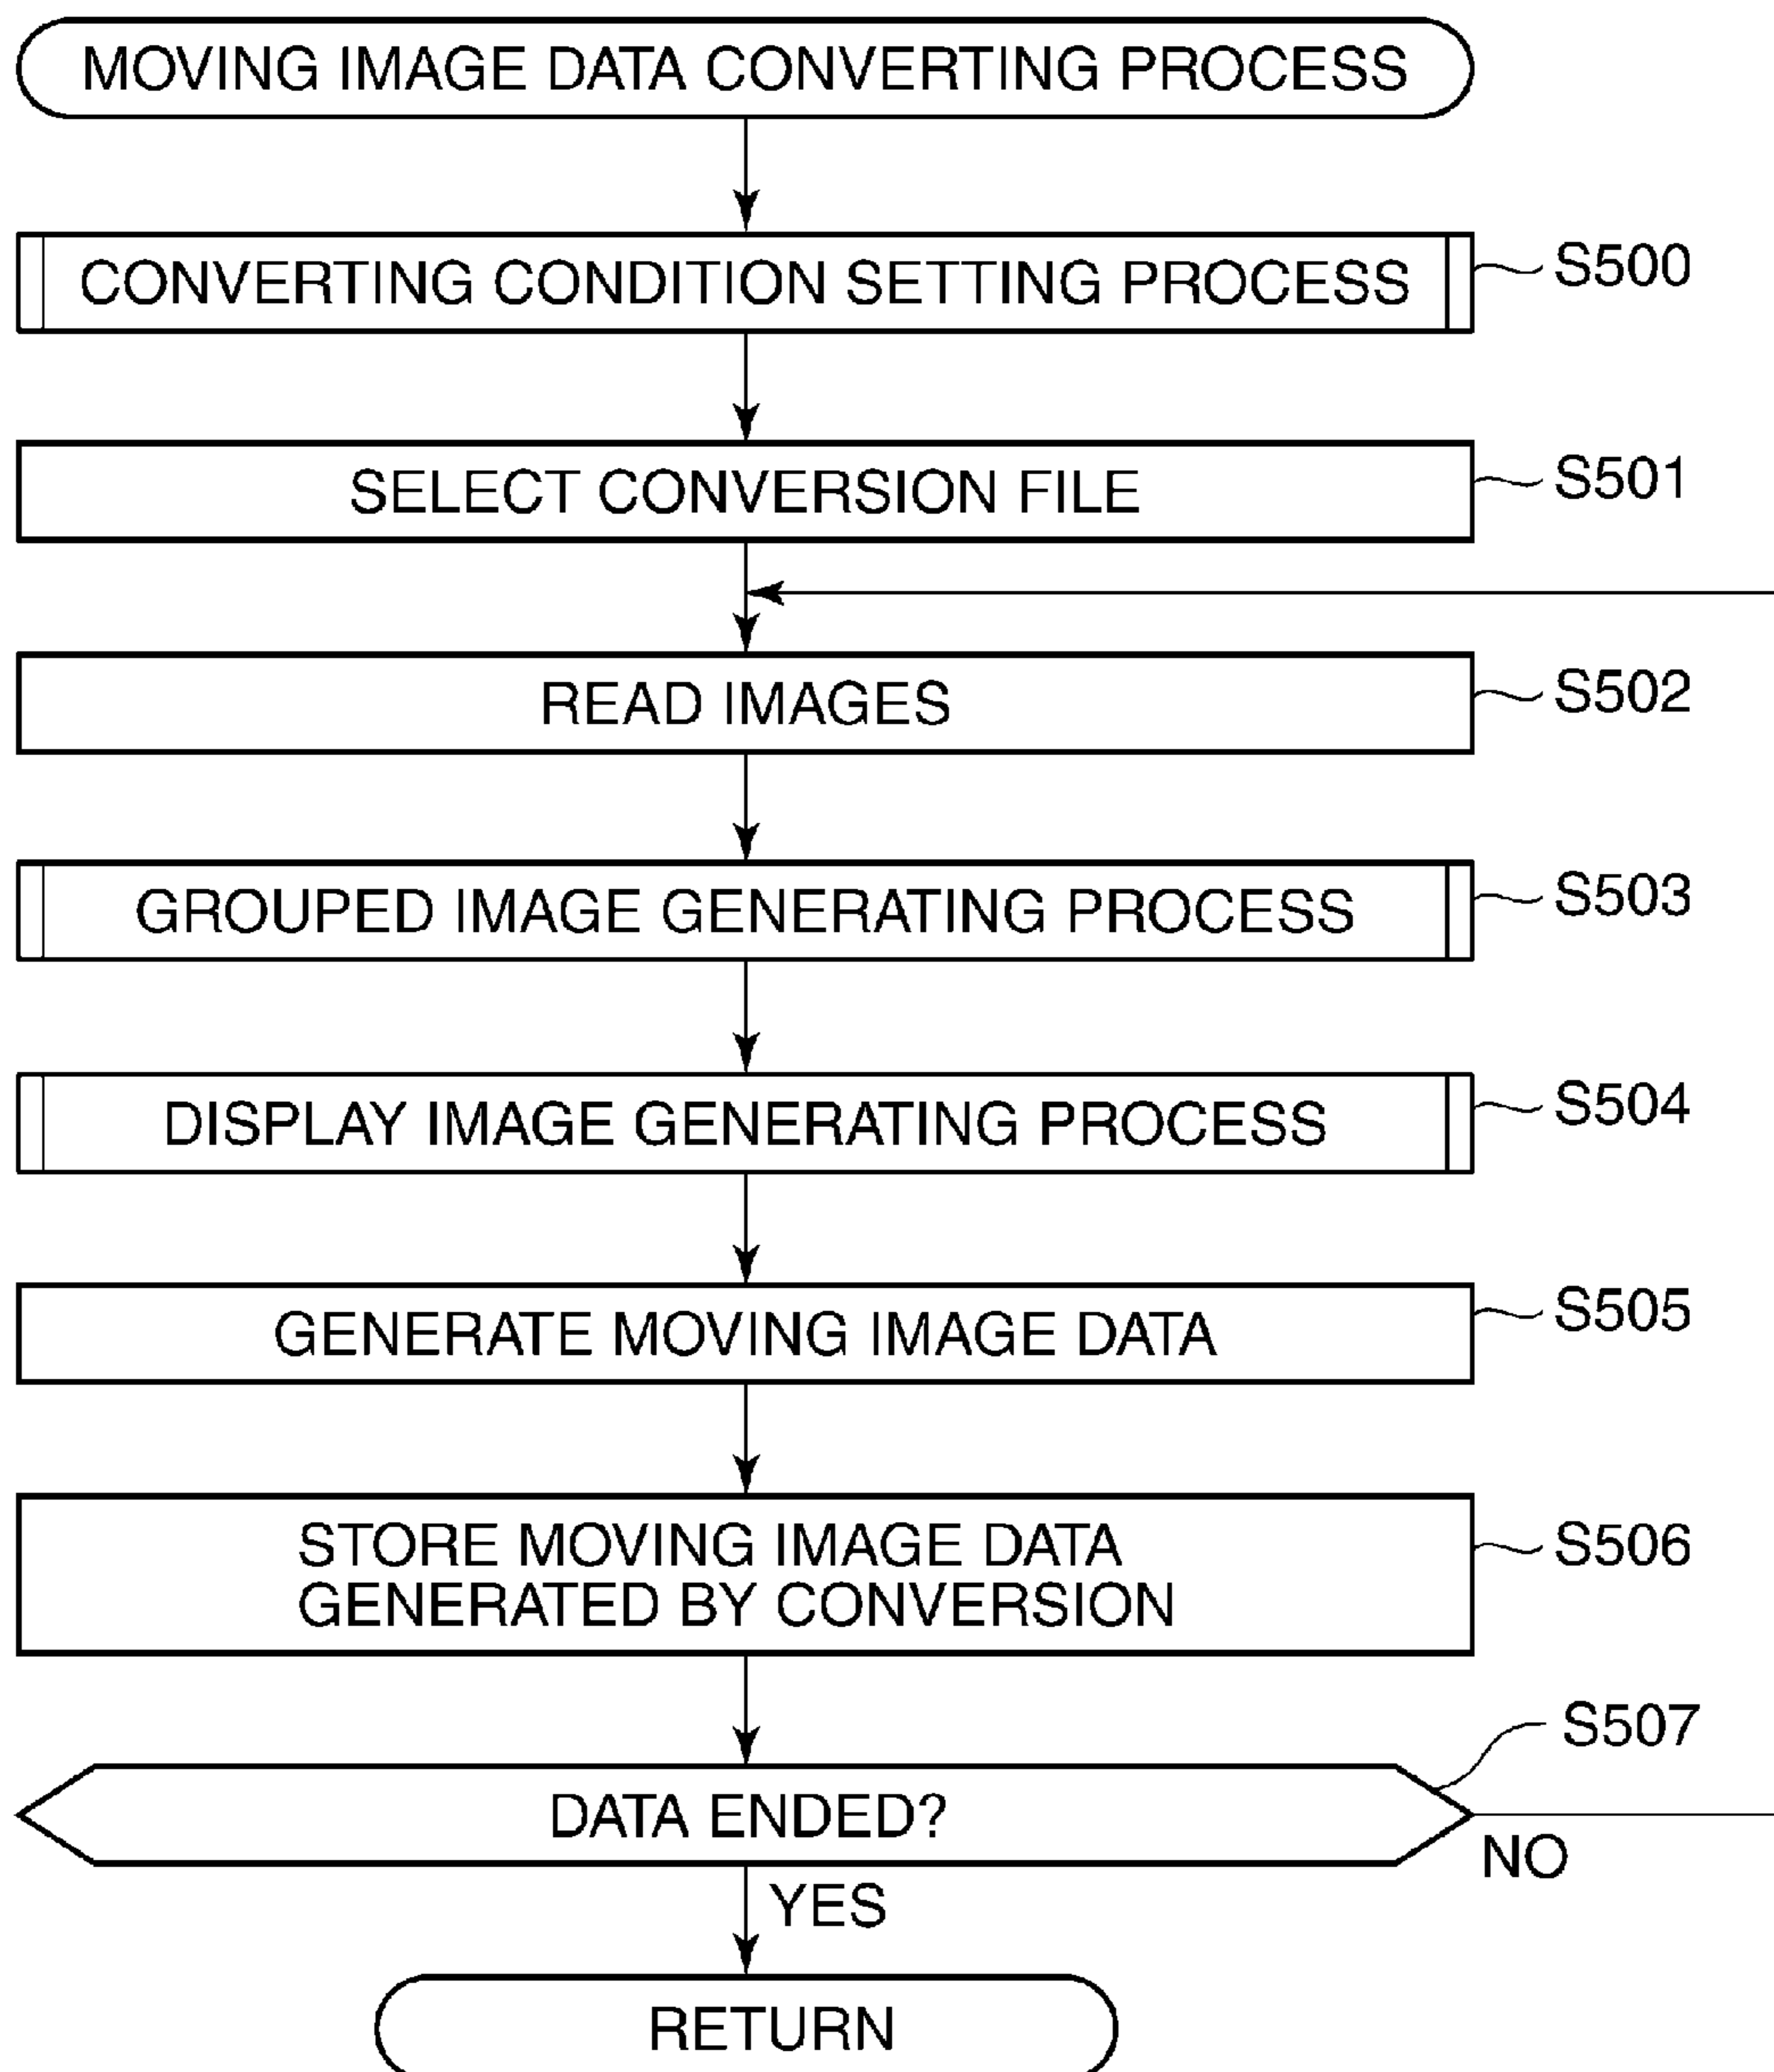 MOVING IMAGE DATA CONVERTING PROCESS
CONVERTING CONDITION SETTING PROCESS
S500
SELECT CONVERSION FILE
S501
READ IMAGES
S502
GROUPED IMAGE GENERATING PROCESS
S503
DISPLAY IMAGE GENERATING PROCESS
S504
GENERATE MOVING IMAGE DATA
S505
STORE MOVING IMAGE DATA
GENERATED BY CONVERSION
S506
S507
DATA ENDED?
NO
YES
RETURN